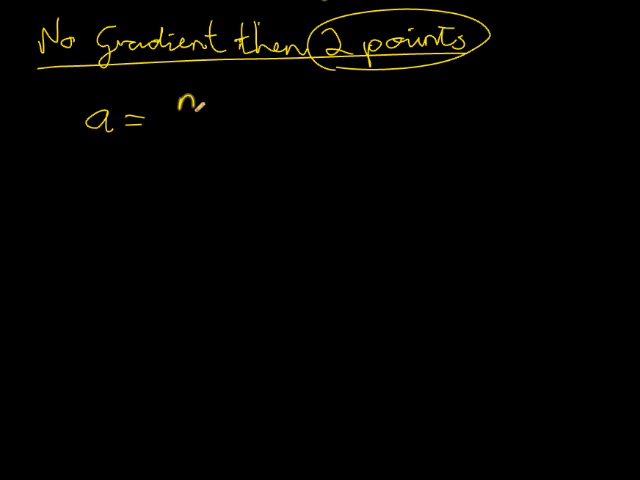 No Gradient then 2 points
a = n